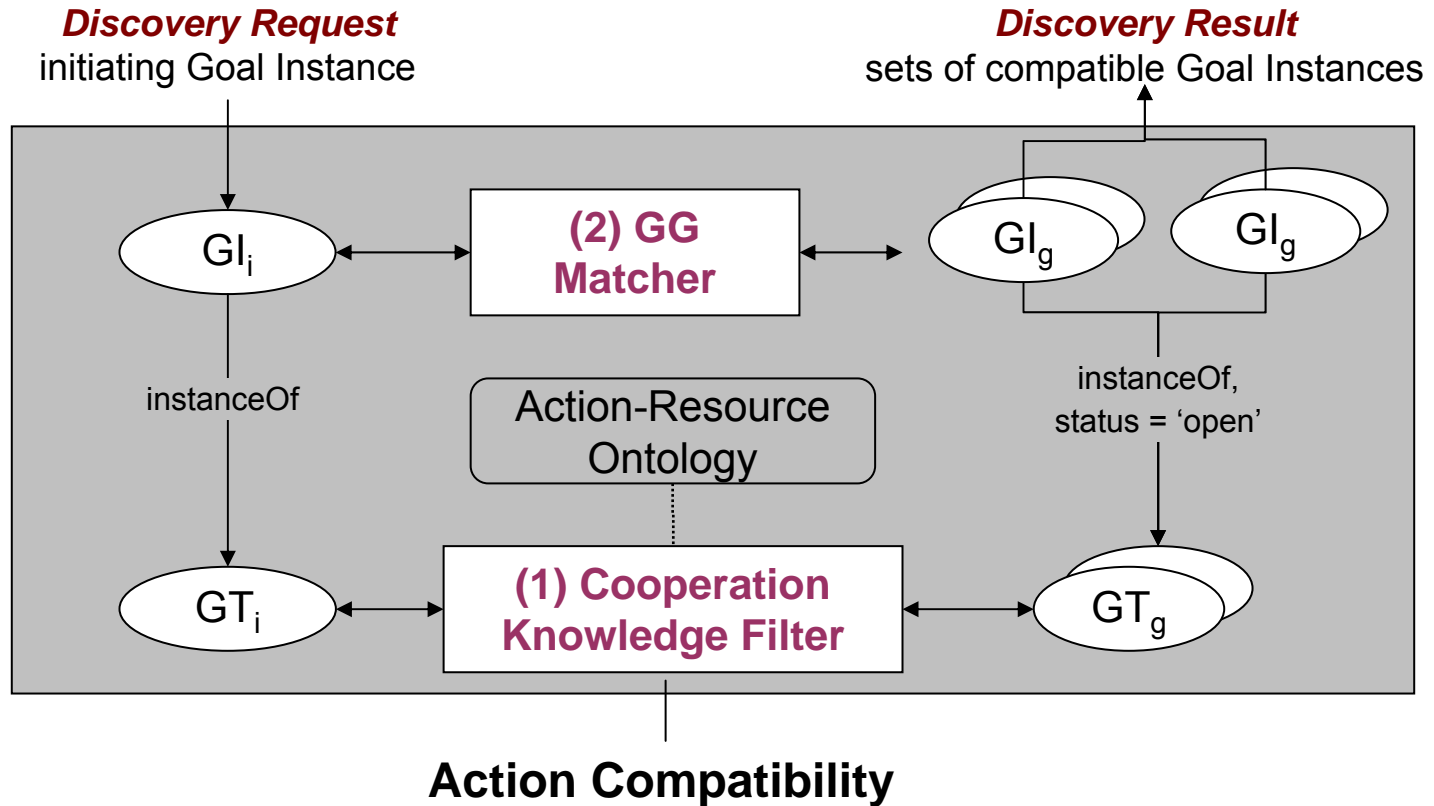 Discovery Request
initiating Goal Instance
Discovery Result
sets of compatible Goal Instances
GIi
(2) GG
Matcher
GIg
GIg
instanceOf
Action-Resource
Ontology
instanceOf,
status = ‘open’
GTi
(1) Cooperation
Knowledge Filter
GTg
Action Compatibility